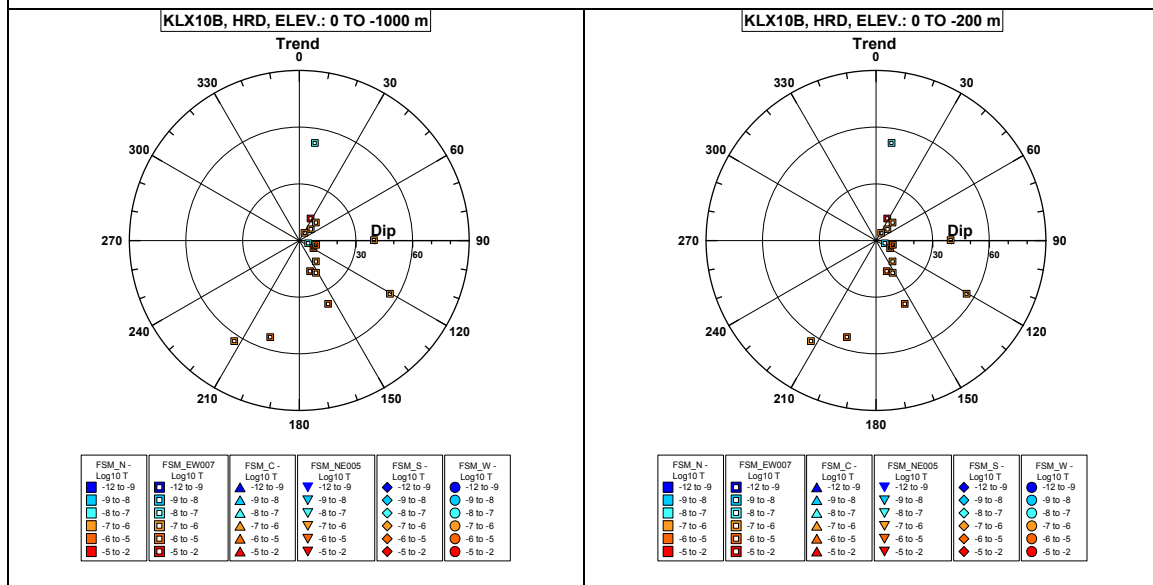 KLX10B, HRD, ELEV.: 0 TO -1000 m
Trend
0
330
30
300
60
Dip
270
30
60
90
90
240
120
210
150
180
FSM_N - Log10 T
-12 to -9
-9 to -8
-8 to -7
-7 to -6
-6 to -5
-5 to -2
FSM_EW007 Log10 T
-12 to -9
-9 to -8
-8 to -7
-7 to -6
-6 to -5
-5 to -2
FSM_C - Log10 T
-12 to -9
-9 to -8
-8 to -7
-7 to -6
-6 to -5
-5 to -2
FSM_NE005 Log10 T
-12 to -9
-9 to -8
-8 to -7
-7 to -6
-6 to -5
-5 to -2
FSM_S - Log10 T
-12 to -9
-9 to -8
-8 to -7
-7 to -6
-6 to -5
-5 to -2
FSM_W - Log10 T
-12 to -9
-9 to -8
-8 to -7
-7 to -6
-6 to -5
-5 to -2
KLX10B, HRD, ELEV.: 0 TO -200 m
Trend
0
330
30
300
60
Dip
270
30
60
90
90
240
120
210
150
180
FSM_N - Log10 T
-12 to -9
-9 to -8
-8 to -7
-7 to -6
-6 to -5
-5 to -2
FSM_EW007 Log10 T
-12 to -9
-9 to -8
-8 to -7
-7 to -6
-6 to -5
-5 to -2
FSM_C - Log10 T
-12 to -9
-9 to -8
-8 to -7
-7 to -6
-6 to -5
-5 to -2
FSM_NE005 Log10 T
-12 to -9
-9 to -8
-8 to -7
-7 to -6
-6 to -5
-5 to -2
FSM_S - Log10 T
-12 to -9
-9 to -8
-8 to -7
-7 to -6
-6 to -5
-5 to -2
FSM_W - Log10 T
-12 to -9
-9 to -8
-8 to -7
-7 to -6
-6 to -5
-5 to -2